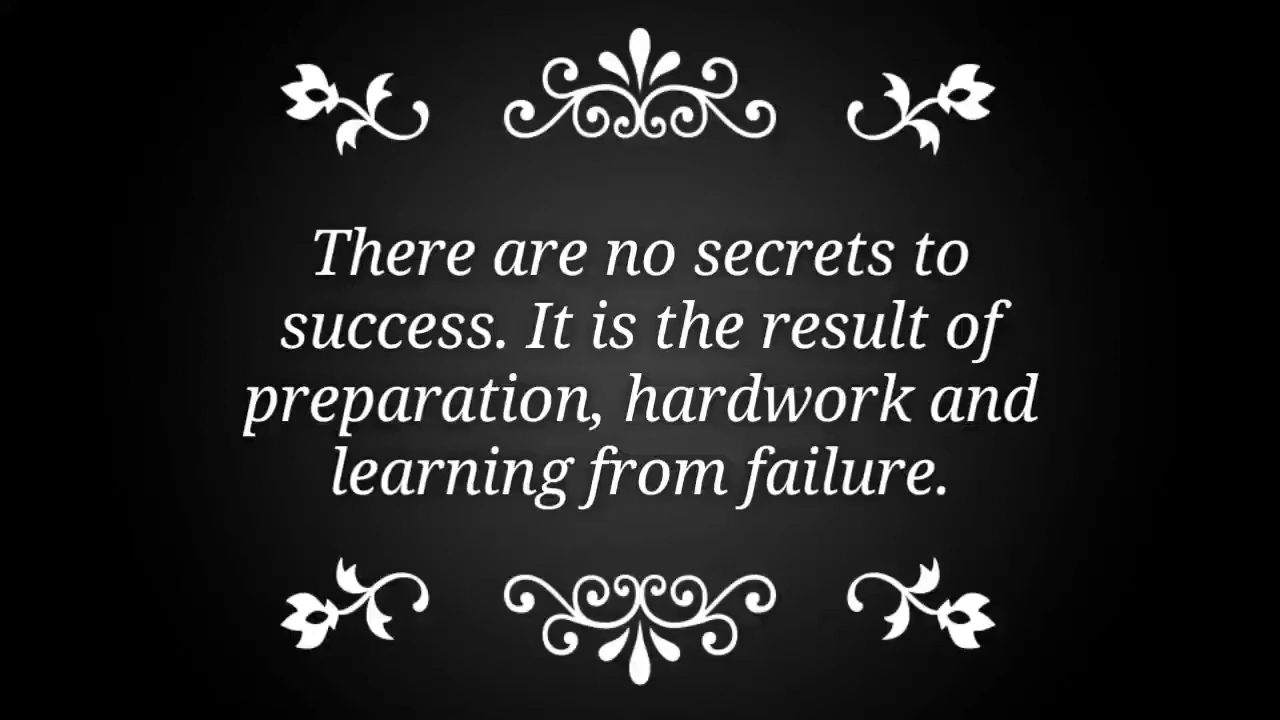 There are no secrets to
success. It is the result of
preparation, hardwork and
learning from failure.